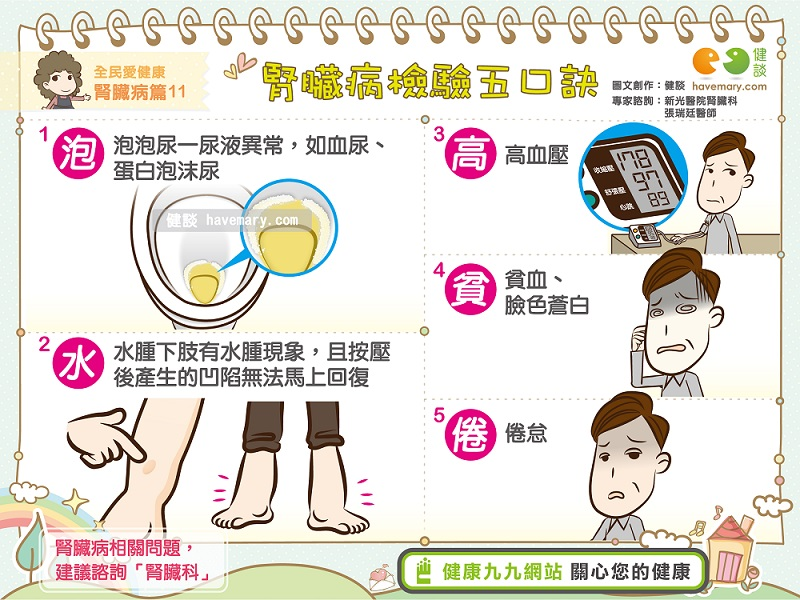 全民愛健康
腎臟病篇11
腎臟病檢驗五口訣
健談
圖文創作：健談 havemary.com
專家諮詢：新光醫院腎臟科
張瑞廷醫師
1 泡 泡泡尿－尿液異常，如血尿、
蛋白泡沫尿
健談 havemary.com
2 水 水腫下肢有水腫現象，且按壓
後產生的凹陷無法馬上回復
3 高 高血壓
收縮壓 178
舒張壓 97
心跳 89
4 貧 貧血、
臉色蒼白
5 倦 倦怠
腎臟病相關問題，
建議諮詢「腎臟科」
健康九九網站 關心您的健康